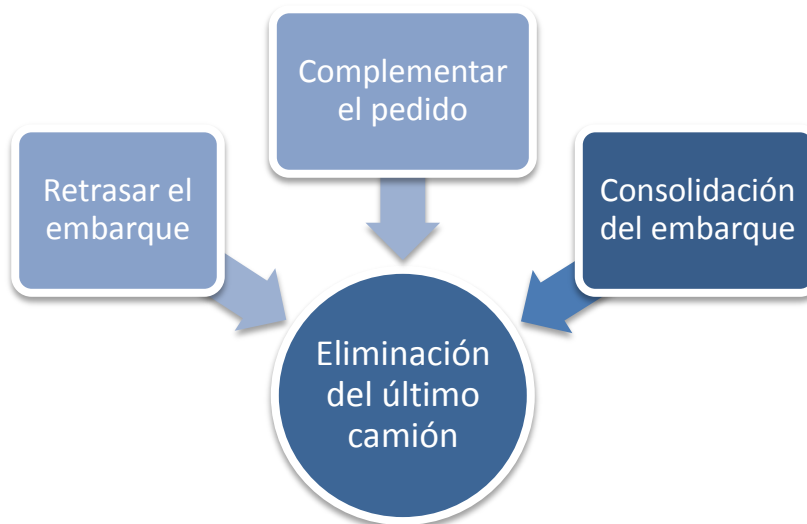 Complementar
el pedido
Retrasar el
embarque
Consolidación
del embarque
Eliminación
del último
camión